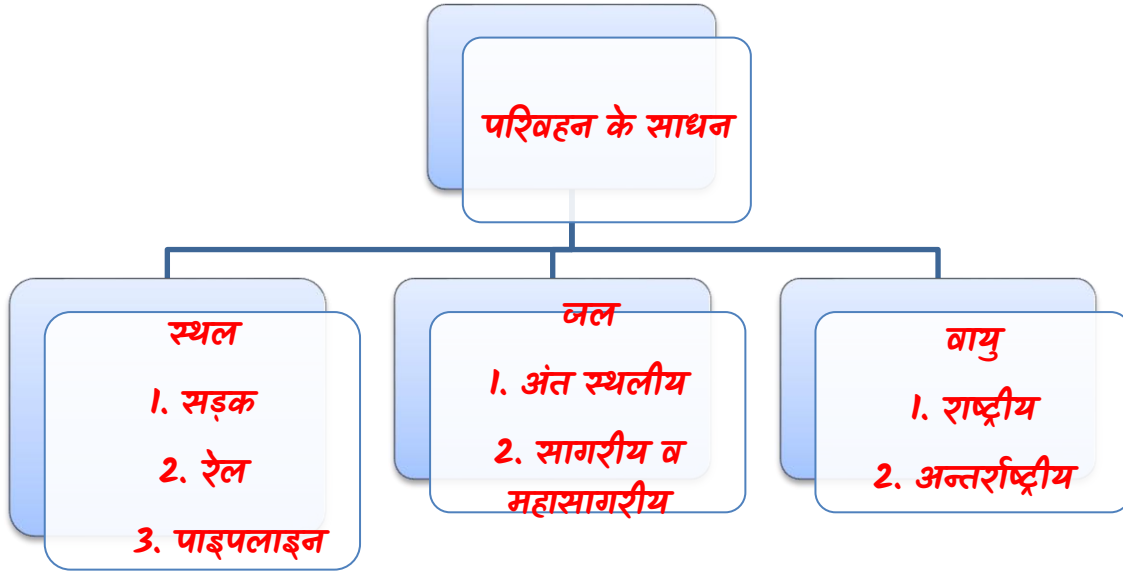 परिवहन के साधन
स्थल
1. सड़क
2. रेल
3. पाइपलाइन
जल
1. अंत स्थलीय
2. सागरीय व
महासागरीय
वायु
1. राष्ट्रीय
2. अन्तर्राष्ट्रीय